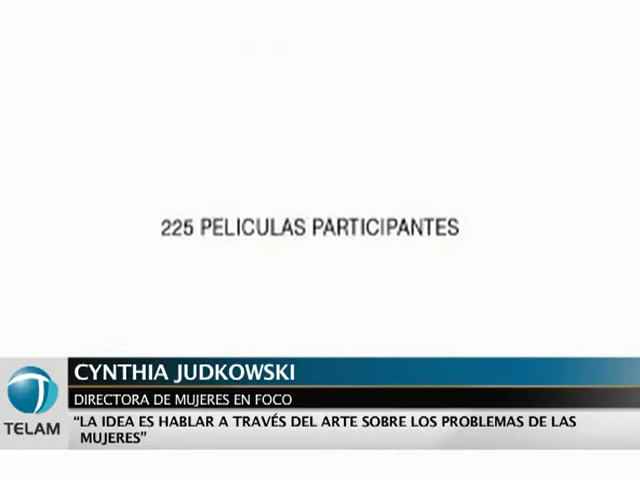 225 PELICULAS PARTICIPANTES
CYNTHIA JUDKOWSKI
DIRECTORA DE MUJERES EN FOCO
TELAM
“LA IDEA ES HABLAR A TRAVÉS DEL ARTE SOBRE LOS PROBLEMAS DE LAS
MUJERES”